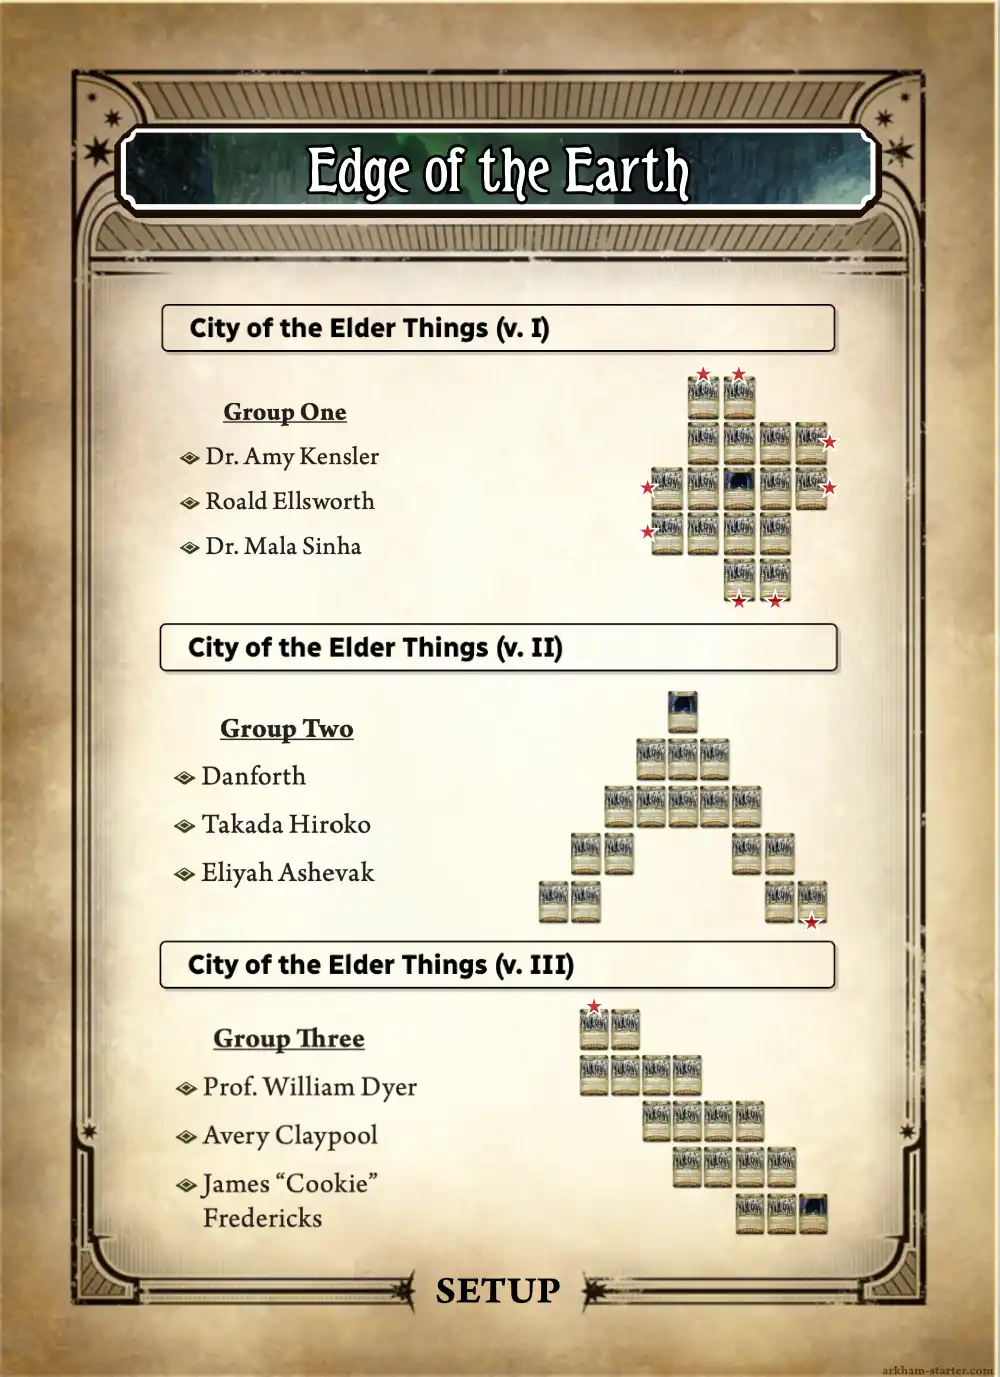 Edge of the Earth
City of the Elder Things (v. I)
Group One
Dr. Amy Kensler
Roald Ellsworth
Dr. Mala Sinha
City of the Elder Things (v. II)
Group Two
Danforth
Takada Hiroko
Eliyah Ashevak
City of the Elder Things (v. III)
Group Three
Prof. William Dyer
Avery Claypool
James “Cookie”
Fredericks
SETUP
arkham-starter.com